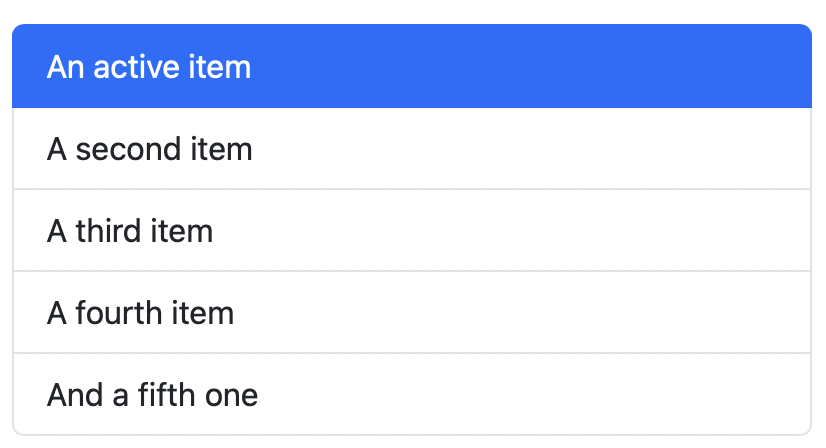 An active item
A second item
A third item
A fourth item
And a fifth one